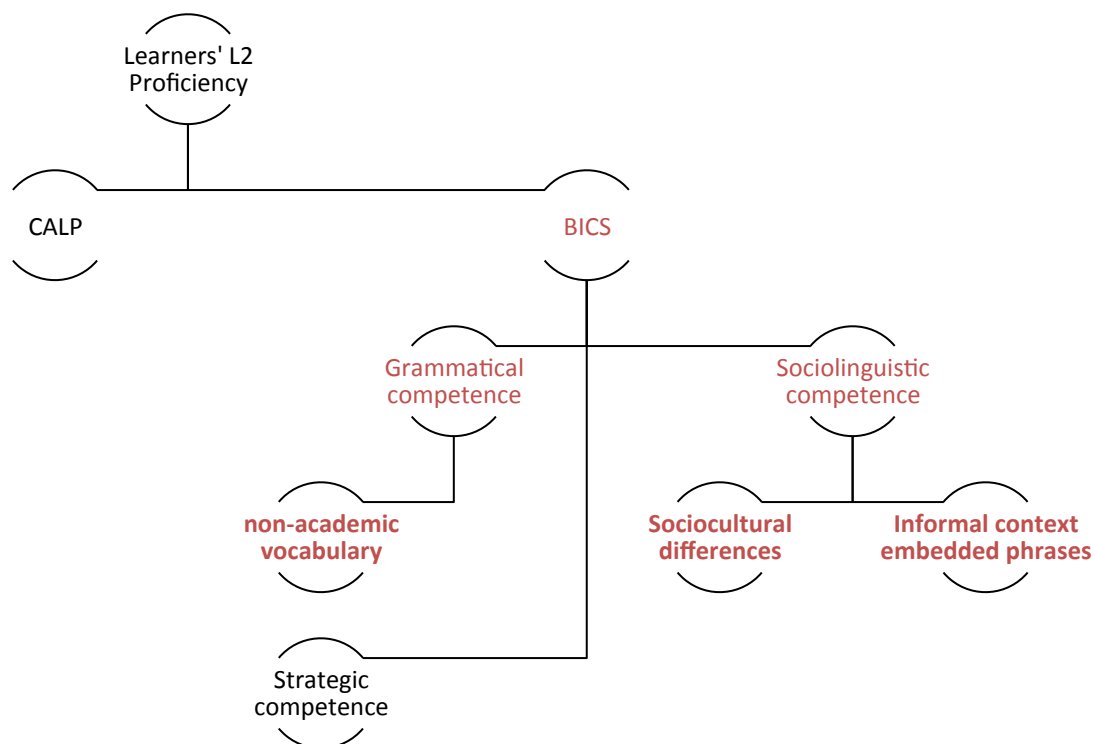 Learners' L2
Proficiency
CALP
BICS
Grammatical
competence
Sociolinguistic
competence
non-academic
vocabulary
Sociocultural
differences
Informal context
embedded phrases
Strategic
competence